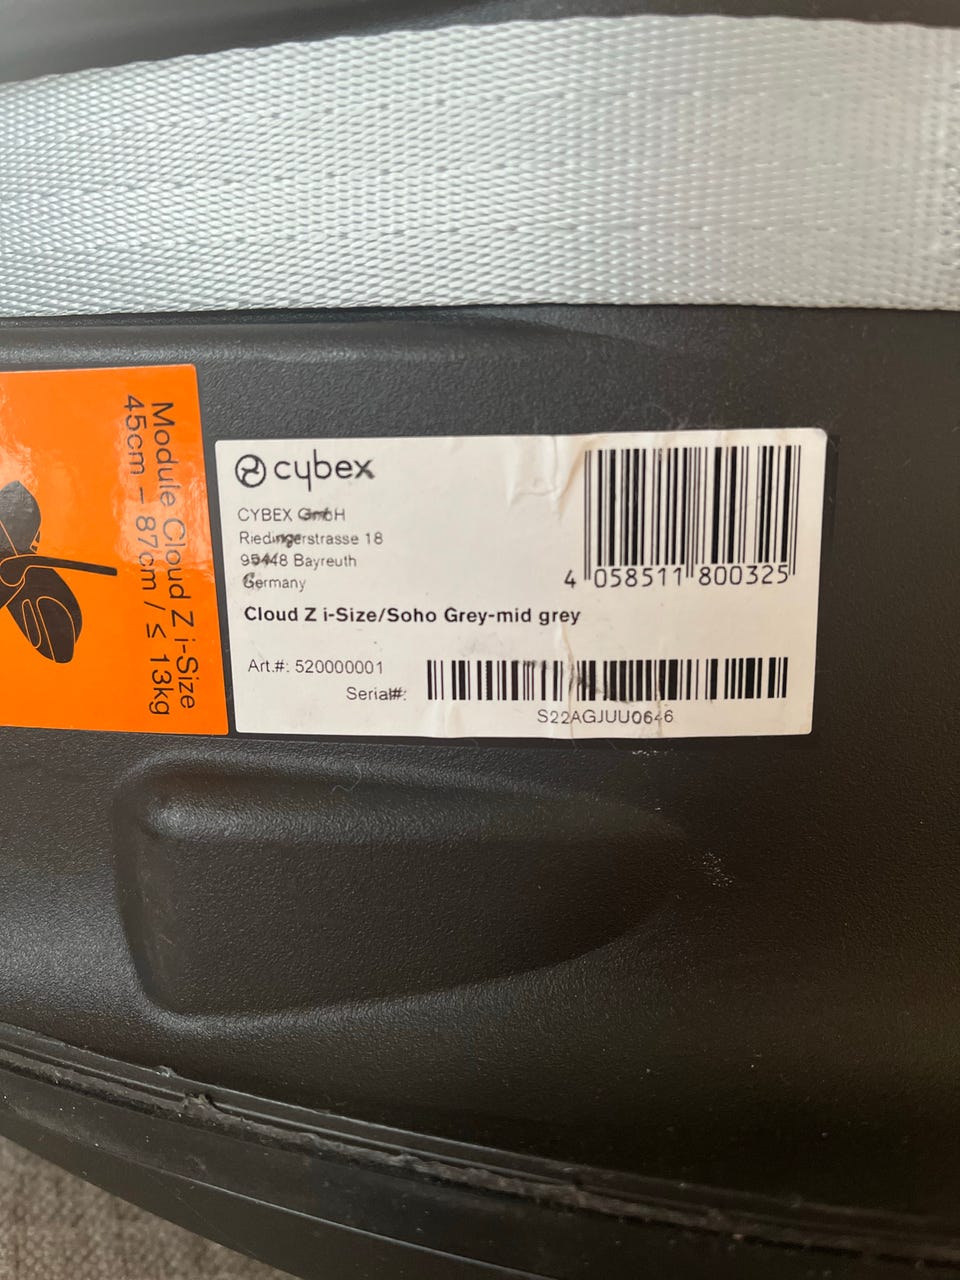 Module Cloud Z i-Size
45cm – 87cm / ≤ 13kg
cybex
CYBEX GmbH
Riedingerstrasse 18
95448 Bayreuth
Germany
4 058511 800325
Cloud Z i-Size/Soho Grey-mid grey
Art.#: 520000001
Serial#:
S22AGJUU0646